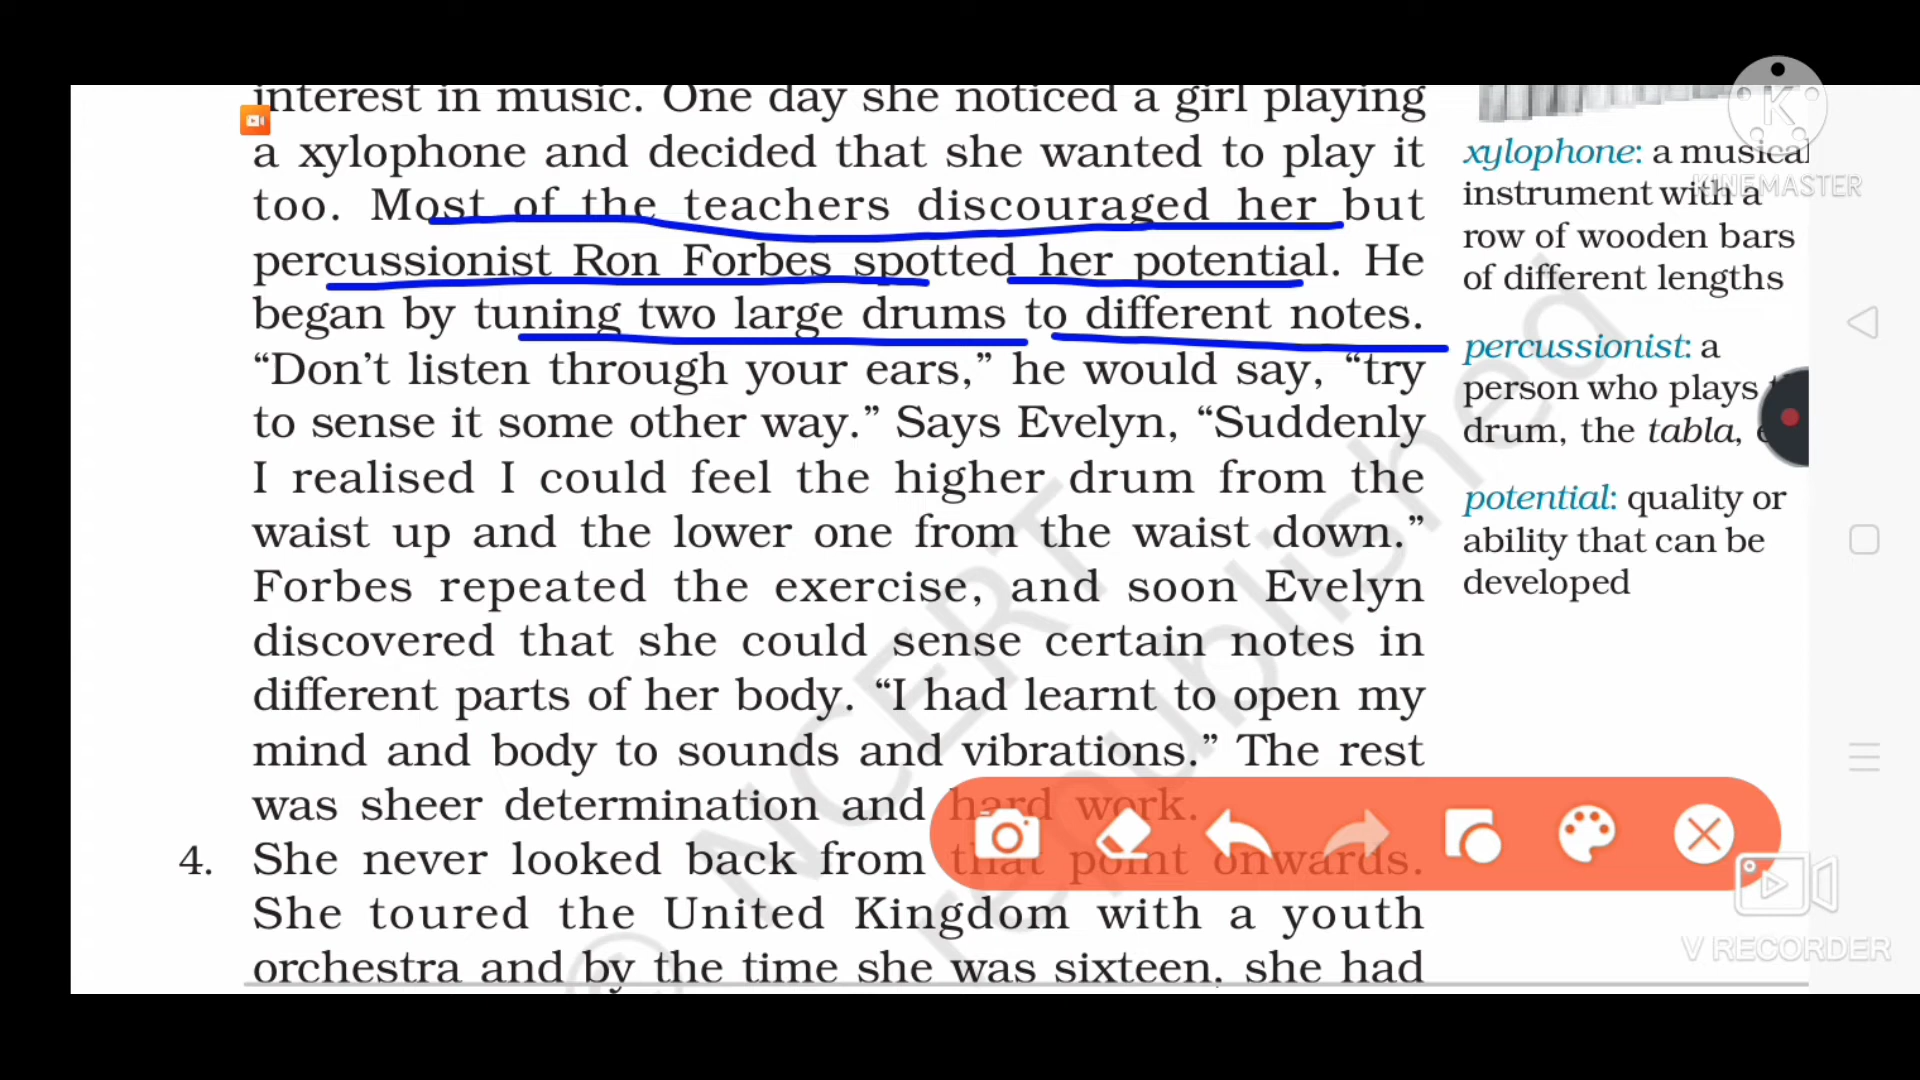 interest in music. One day she noticed a girl playing
a xylophone and decided that she wanted to play it
too. Most of the teachers discouraged her but
percussionist Ron Forbes spotted her potential. He
began by tuning two large drums to different notes.
“Don’t listen through your ears,” he would say, “try
to sense it some other way.” Says Evelyn, “Suddenly
I realised I could feel the higher drum from the
waist up and the lower one from the waist down.”
Forbes repeated the exercise, and soon Evelyn
discovered that she could sense certain notes in
different parts of her body. “I had learnt to open my
mind and body to sounds and vibrations.” The rest
was sheer determination and hard work.
4. She never looked back from that point onwards.
She toured the United Kingdom with a youth
orchestra and by the time she was sixteen, she had
xylophone: a musical
instrument with a
row of wooden bars
of different lengths
percussionist: a
person who plays
drum, the tabla,
potential: quality or
ability that can be
developed
K
KINEMASTER
V RECORDER
© NCERT
republished